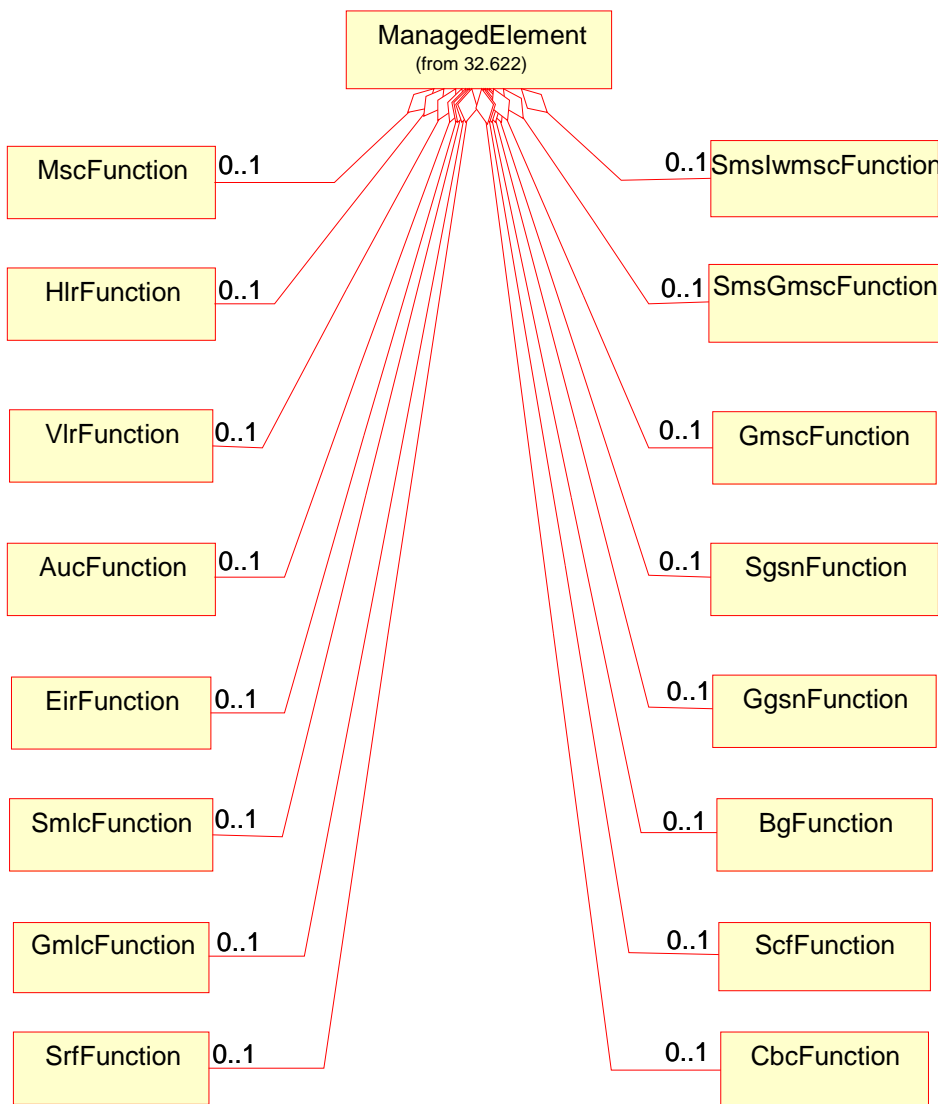 ManagedElement
(from 32.622)
MscFunction
0..1
0..1
SmsIwmscFunction
HlrFunction
0..1
0..1
SmsGmscFunction
VlrFunction
0..1
0..1
GmscFunction
AucFunction
0..1
0..1
SgsnFunction
EirFunction
0..1
0..1
GgsnFunction
SmlcFunction
0..1
0..1
BgFunction
GmlcFunction
0..1
0..1
ScfFunction
SrfFunction
0..1
0..1
CbcFunction